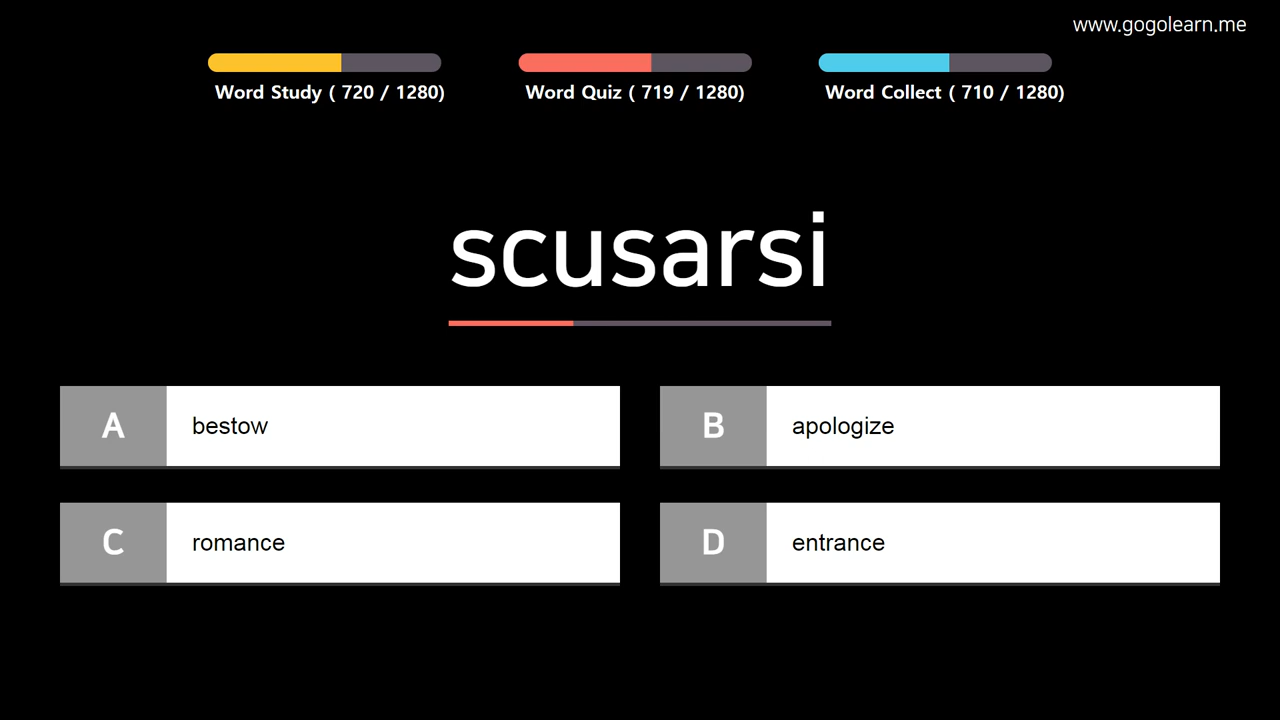 www.gogolearn.me
Word Study ( 720 / 1280)
Word Quiz ( 719 / 1280)
Word Collect ( 710 / 1280)
scusarsi
A bestow
B apologize
C romance
D entrance